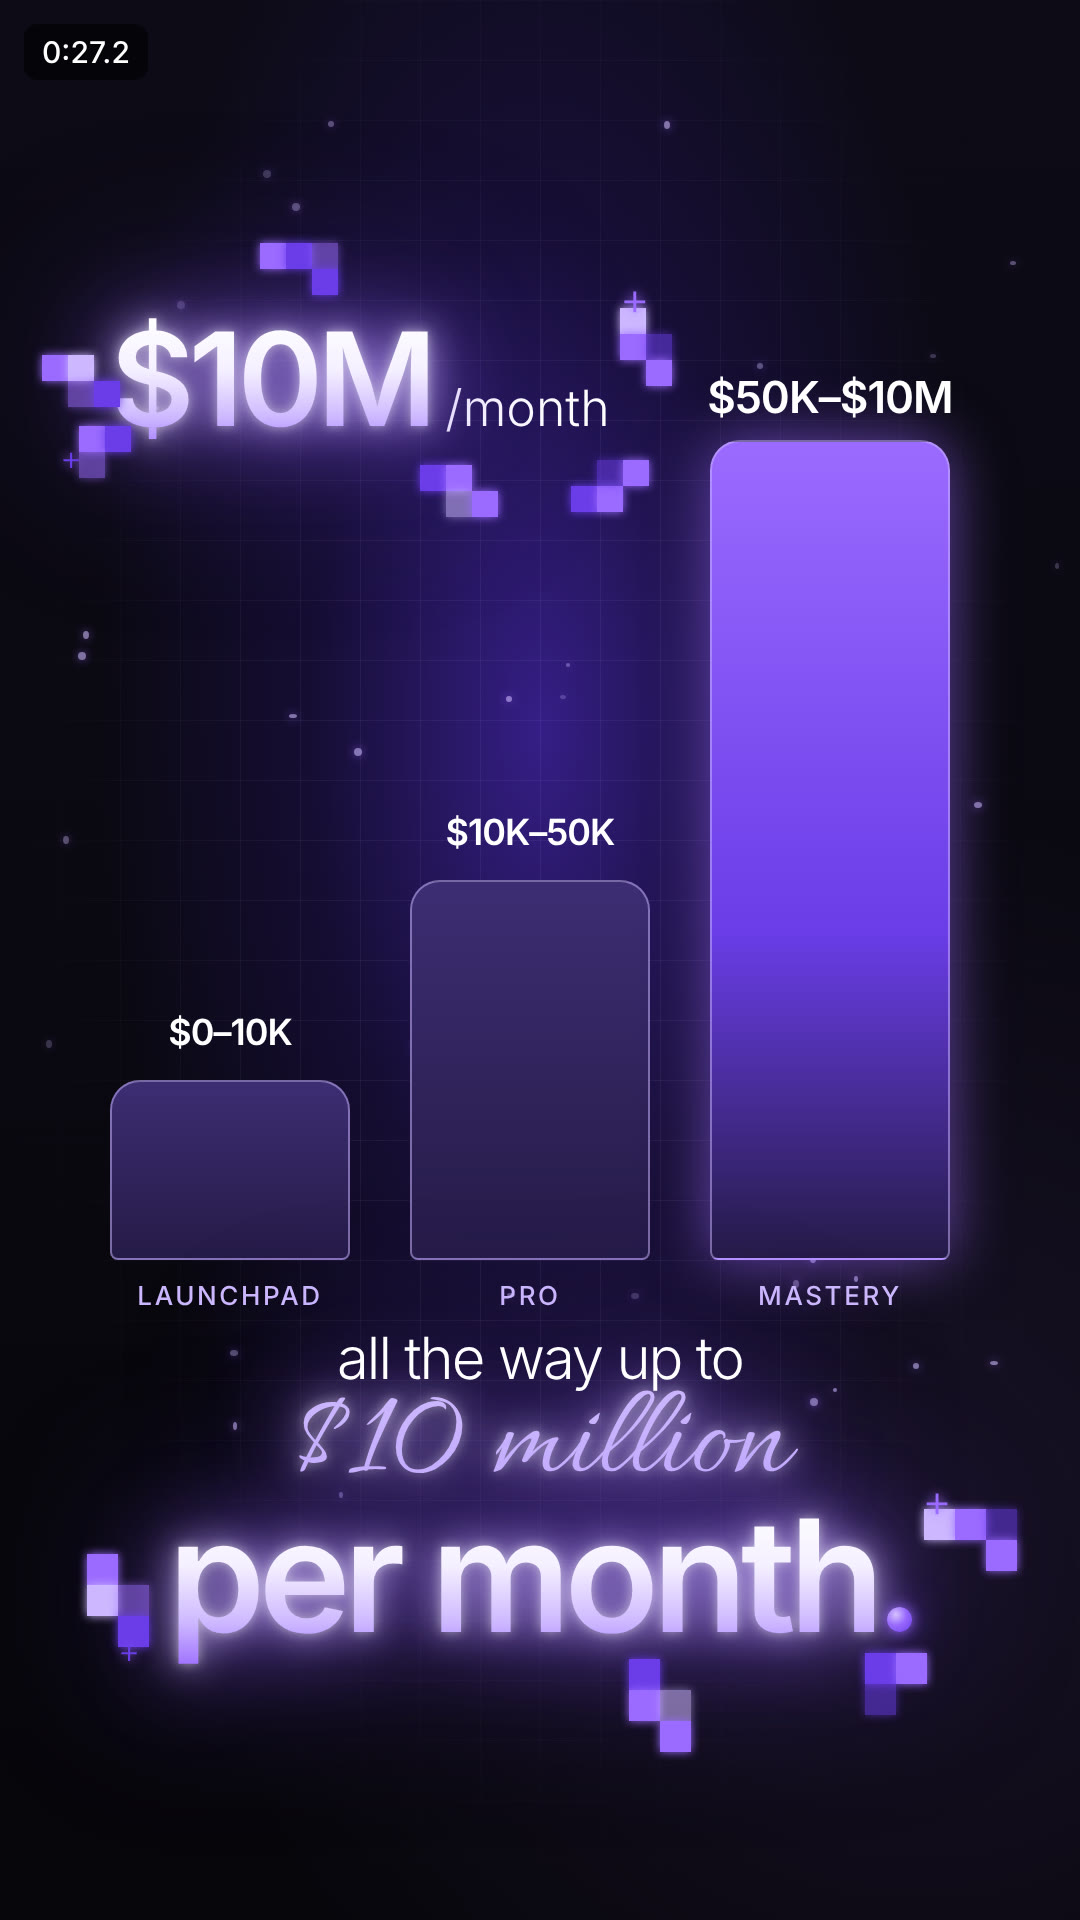 0:27.2
$10M /month
$50K–$10M
$10K–50K
$0–10K
LAUNCHPAD
PRO
MASTERY
all the way up to
$10 million
per month.